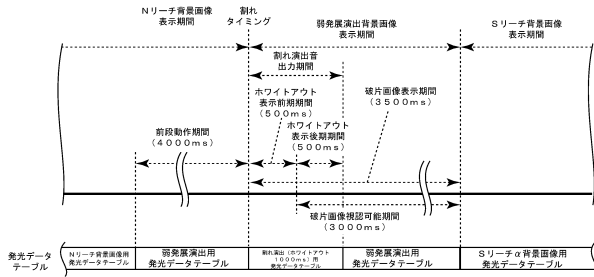 Nリーチ背景画像
表示期間
割れ
タイミング
弱発展演出背景画像
表示期間
Sリーチ背景画像
表示期間
割れ演出音
出力期間
ホワイトアウト
表示前期期間
(500ms)
破片画像表示期間
(3500ms)
ホワイトアウト
表示後期期間
(500ms)
前段動作期間
(4000ms)
破片画像視認可能期間
(3000ms)
発光データ
テーブル
Nリーチ背景画像用
発光データテーブル
弱発展演出用
発光データテーブル
割れ演出(ホワイトアウト
1000ms)用
発光データテーブル
弱発展演出用
発光データテーブル
Sリーチα背景画像用
発光データテーブル